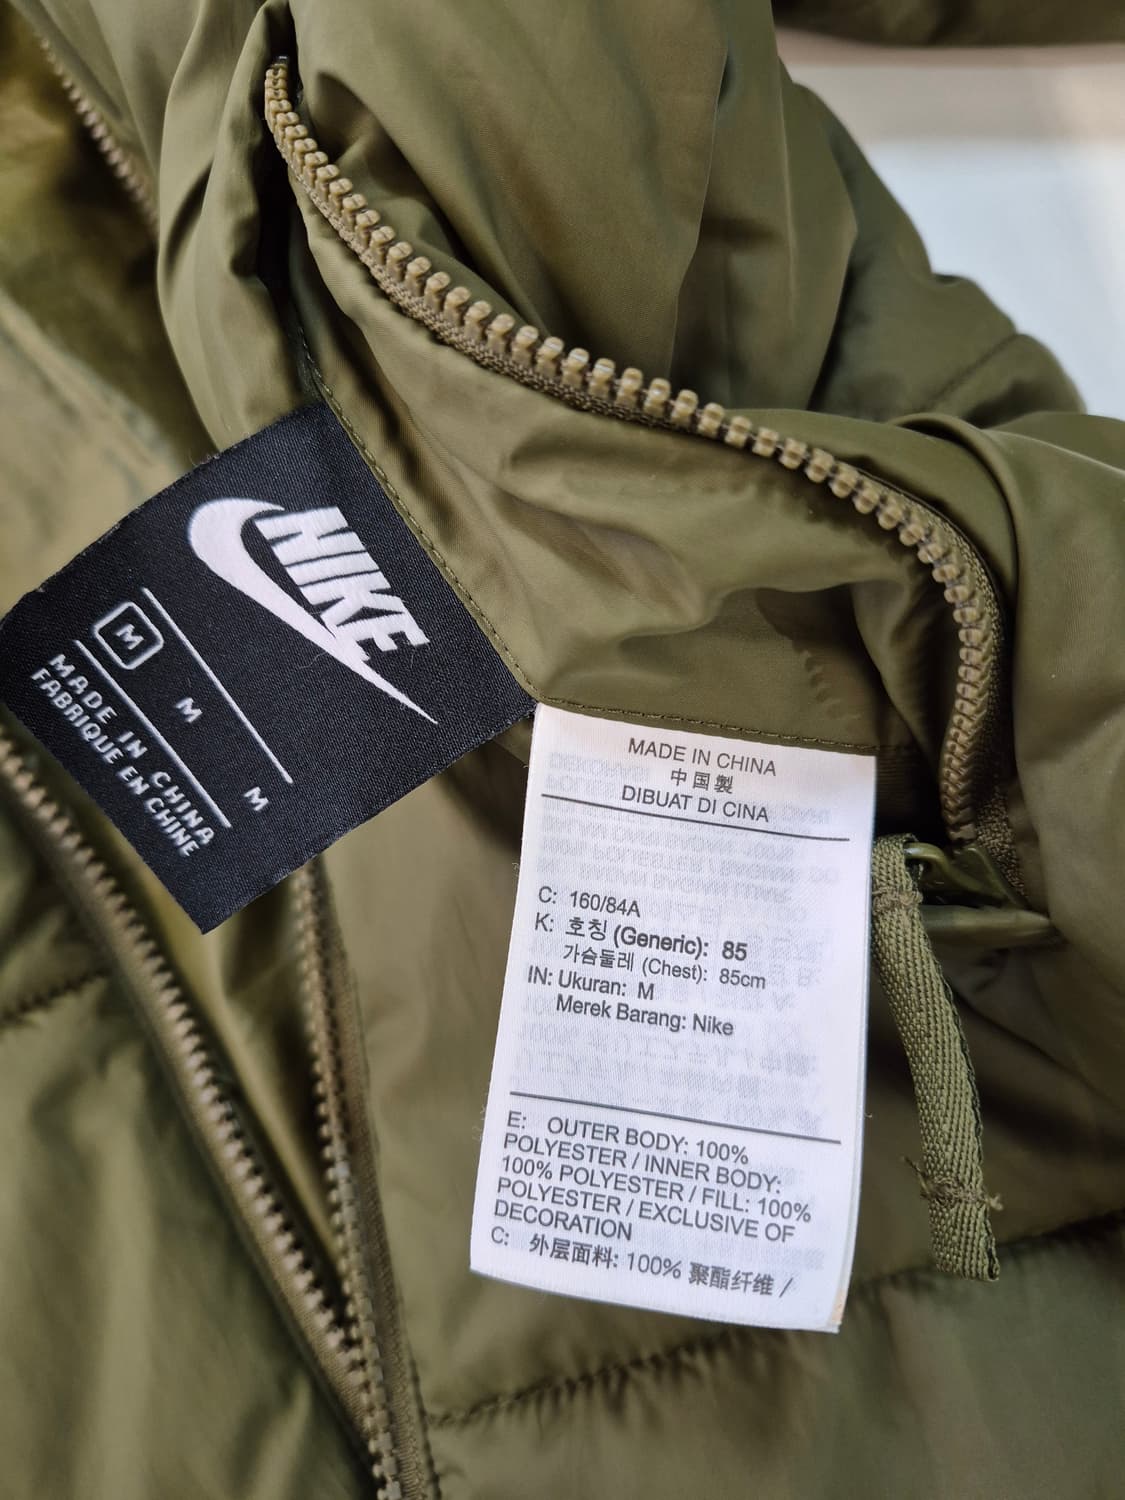 NIKE
M
M
M
MADE IN CHINA
FABRIQUE EN CHINE
MADE IN CHINA
中国製
DIBUAT DI CINA
C: 160/84A
K: 호칭 (Generic): 85
가슴둘레 (Chest): 85cm
IN: Ukuran: M
Merek Barang: Nike
E: OUTER BODY: 100%
POLYESTER / INNER BODY:
100% POLYESTER / FILL: 100%
POLYESTER / EXCLUSIVE OF
DECORATION
C: 外层面料: 100% 聚酯纤维 /